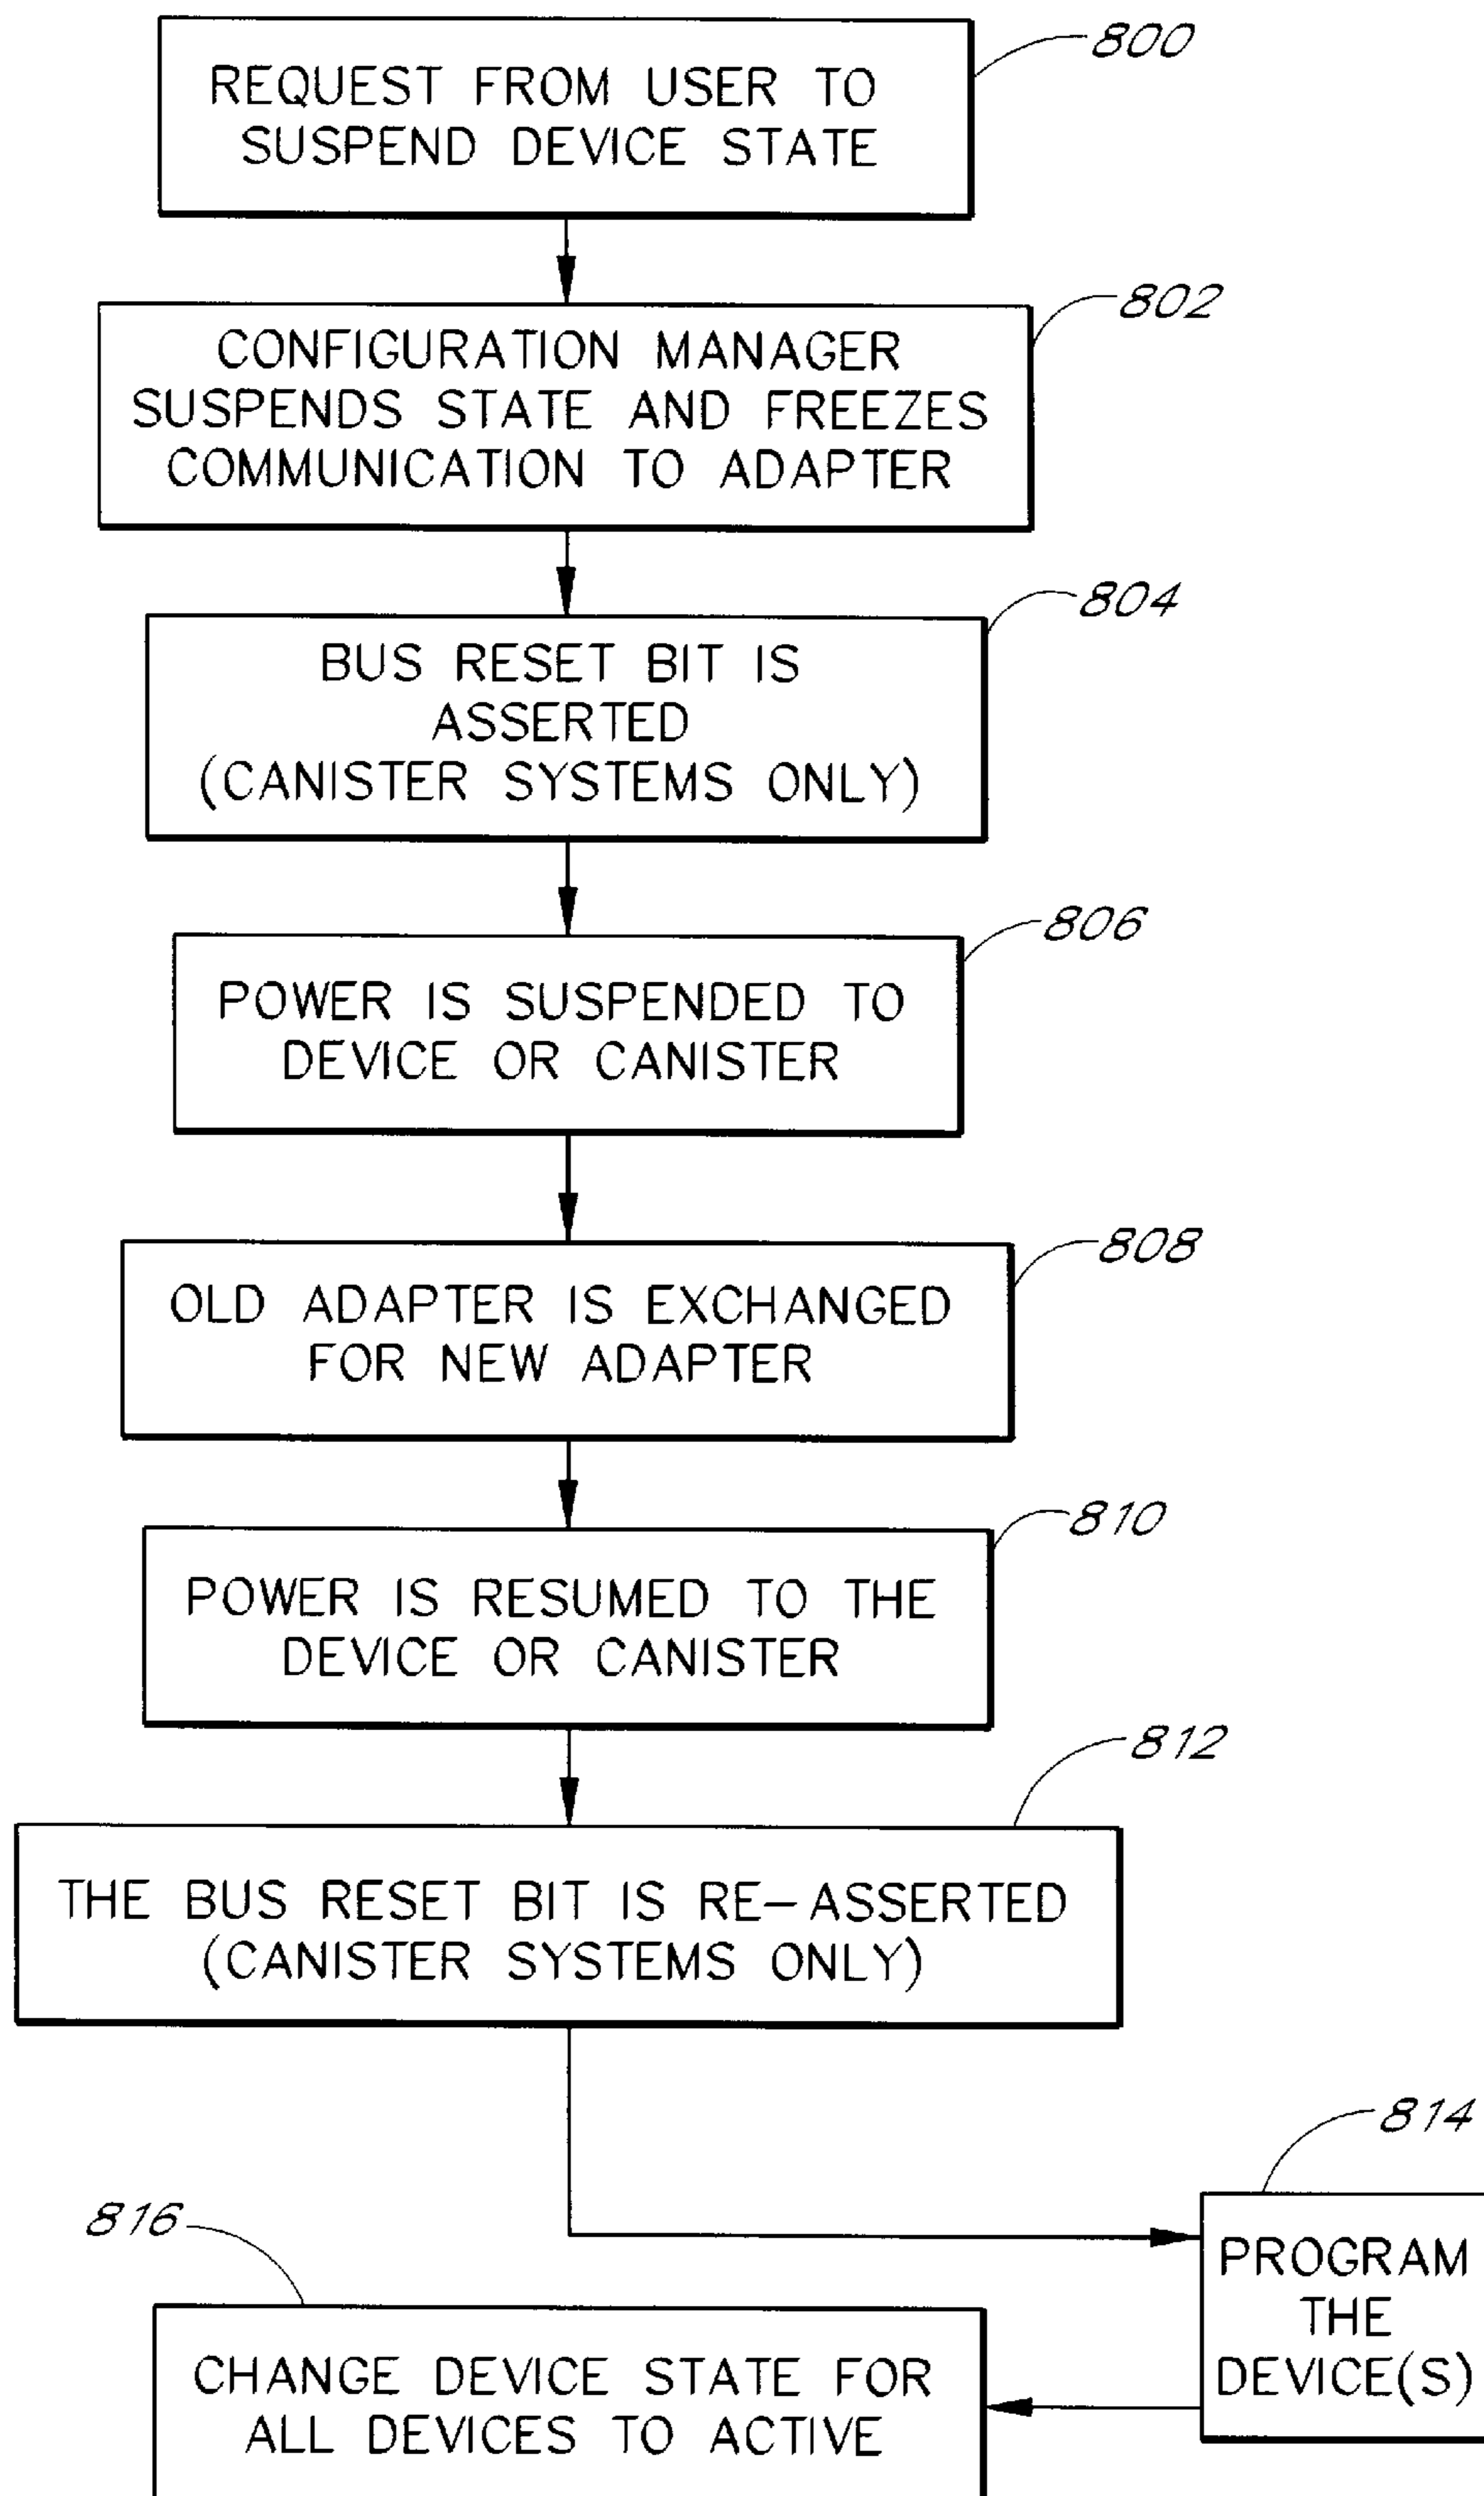 800
REQUEST FROM USER TO
SUSPEND DEVICE STATE
802
CONFIGURATION MANAGER
SUSPENDS STATE AND FREEZES
COMMUNICATION TO ADAPTER
804
BUS RESET BIT IS
ASSERTED
(CANISTER SYSTEMS ONLY)
806
POWER IS SUSPENDED TO
DEVICE OR CANISTER
808
OLD ADAPTER IS EXCHANGED
FOR NEW ADAPTER
810
POWER IS RESUMED TO THE
DEVICE OR CANISTER
812
THE BUS RESET BIT IS RE-ASSERTED
(CANISTER SYSTEMS ONLY)
814
PROGRAM
THE
DEVICE(S)
816
CHANGE DEVICE STATE FOR
ALL DEVICES TO ACTIVE